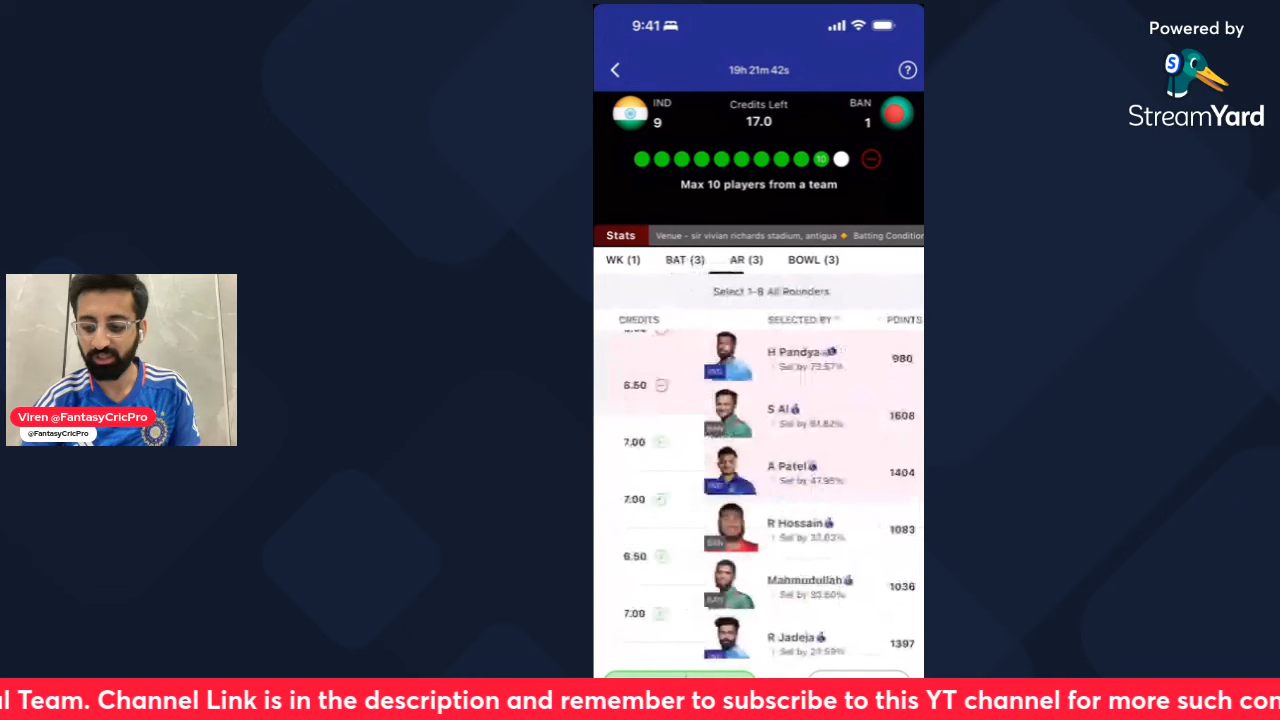 Powered by
StreamYard
9:41
19h 21m 42s
?
IND
9
Credits Left
17.0
BAN
1
10
Max 10 players from a team
Stats
Venue - sir vivian richards stadium, antigua
Batting Condition
WK (1)
BAT (3)
AR (3)
BOWL (3)
Select 1-8 All Rounders
CREDITS
SELECTED BY
POINTS
H Pandya
980
6.50
S Al
1608
7.00
A Patel
1404
7.00
R Hossain
1083
6.50
Mahmudullah
1036
7.00
R Jadeja
1397
Viren @FantasyCricPro
@FantasyCricPro
al Team. Channel Link is in the description and remember to subscribe to this YT channel for more such con